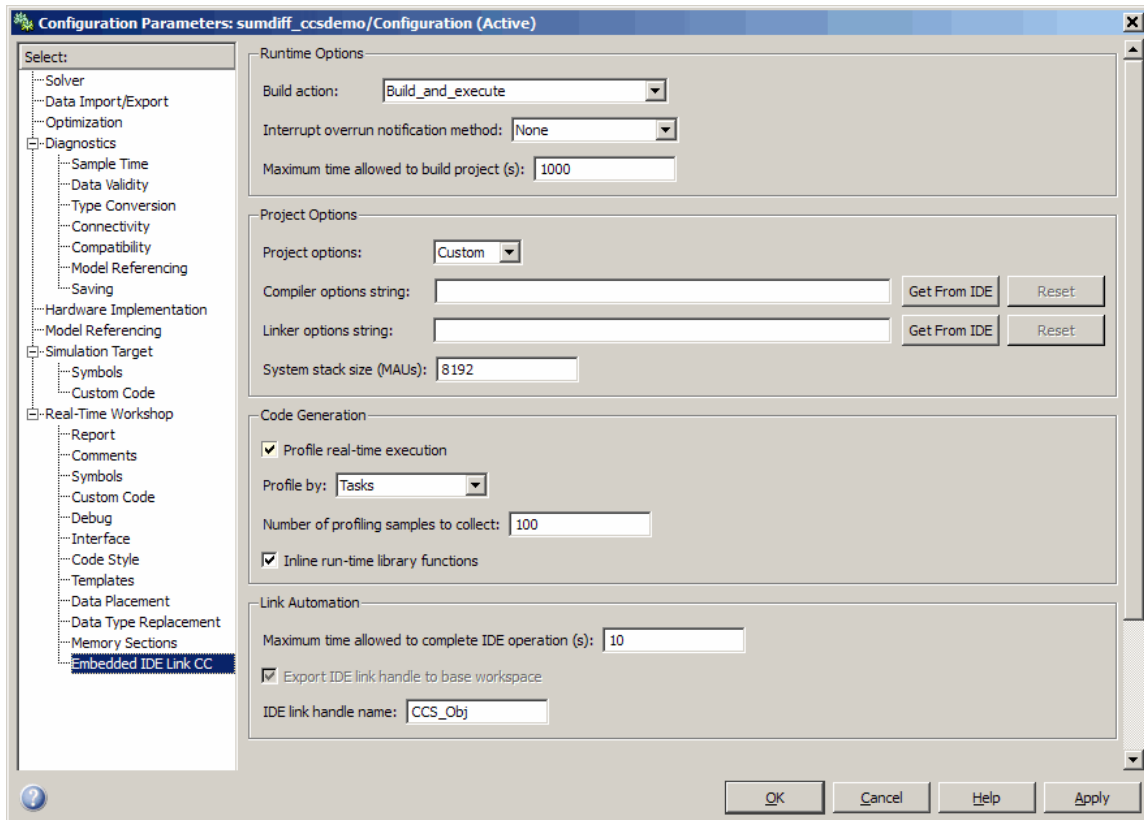 Configuration Parameters: sumdiff_ccsdemo/Configuration (Active)
Select:
Solver
Data Import/Export
Optimization
Diagnostics
Sample Time
Data Validity
Type Conversion
Connectivity
Compatibility
Model Referencing
Saving
Hardware Implementation
Model Referencing
Simulation Target
Symbols
Custom Code
Real-Time Workshop
Report
Comments
Symbols
Custom Code
Debug
Interface
Code Style
Templates
Data Placement
Data Type Replacement
Memory Sections
Embedded IDE Link CC
Runtime Options
Build action: Build_and_execute
Interrupt overrun notification method: None
Maximum time allowed to build project (s): 1000
Project Options
Project options: Custom
Compiler options string: Get From IDE Reset
Linker options string: Get From IDE Reset
System stack size (MAUs): 8192
Code Generation
Profile real-time execution
Profile by: Tasks
Number of profiling samples to collect: 100
Inline run-time library functions
Link Automation
Maximum time allowed to complete IDE operation (s): 10
Export IDE link handle to base workspace
IDE link handle name: CCS_Obj
? OK Cancel Help Apply